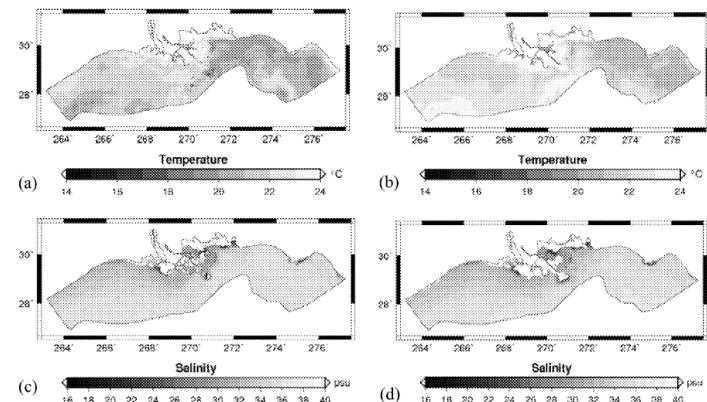 264˚ 266˚ 268˚ 270˚ 272˚ 274˚ 276˚
30˚
28˚
Temperature
°C
14 16 18 20 22 24
(a)
264˚ 266˚ 268˚ 270˚ 272˚ 274˚ 276˚
30˚
28˚
Temperature
°C
14 16 18 20 22 24
(b)
264˚ 266˚ 268˚ 270˚ 272˚ 274˚ 276˚
30˚
28˚
Salinity
psu
16 18 20 22 24 26 28 30 32 34 36 38 40
(c)
264˚ 266˚ 268˚ 270˚ 272˚ 274˚ 276˚
30˚
28˚
Salinity
psu
16 18 20 22 24 26 28 30 32 34 36 38 40
(d)